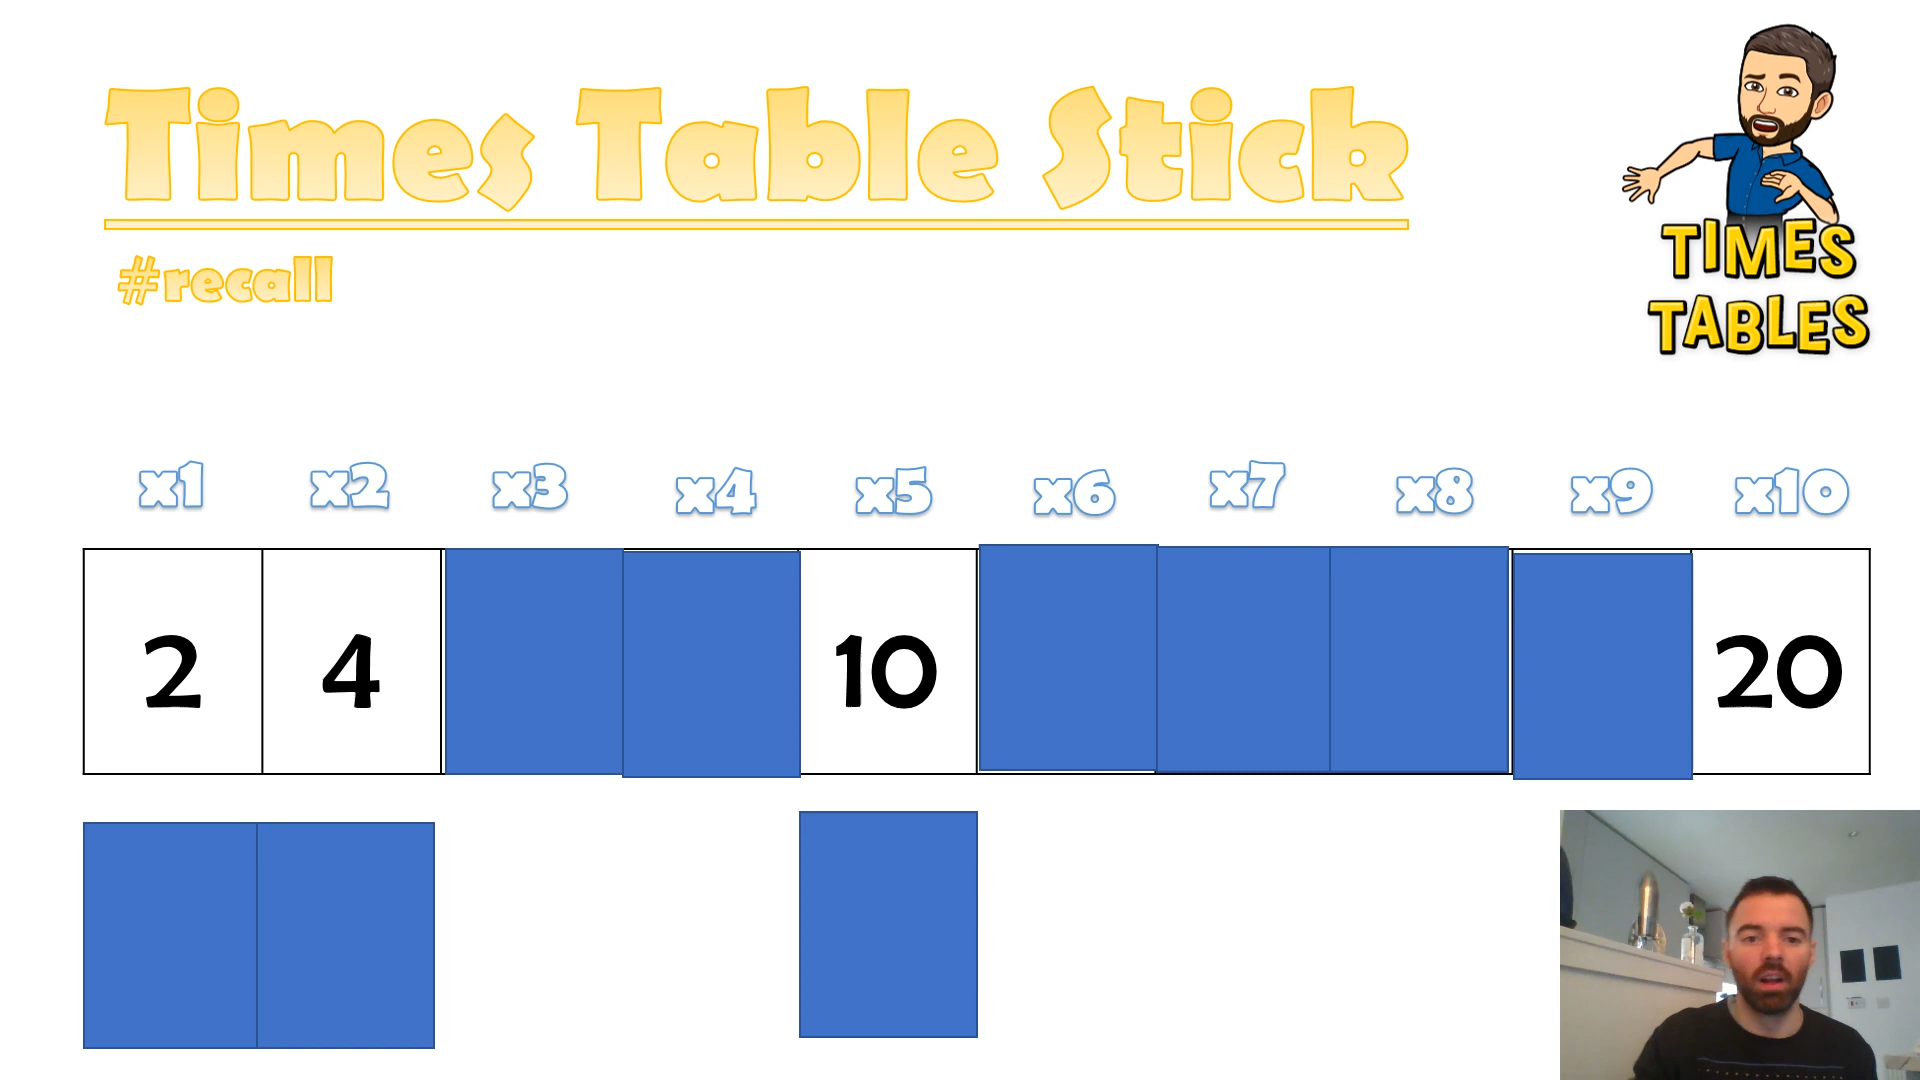 Times Table Stick
#recall
TIMES
TABLES
x1 x2 x3 x4 x5 x6 x7 x8 x9 x10
2 4 10 20